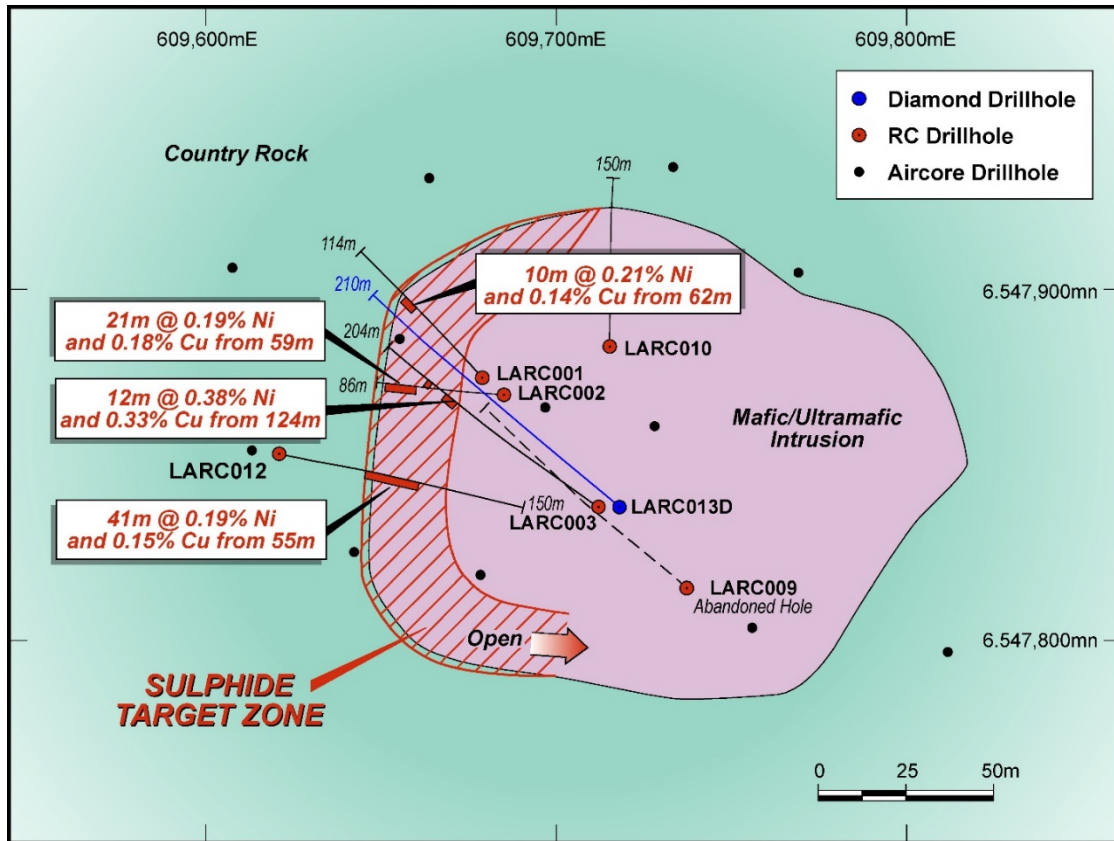 609,600mE
609,700mE
609,800mE
Diamond Drillhole
RC Drillhole
Aircore Drillhole
Country Rock
150m
114m
210m
10m @ 0.21% Ni
and 0.14% Cu from 62m
6.547,900mn
21m @ 0.19% Ni
and 0.18% Cu from 59m
204m
LARC010
LARC001
86m
LARC002
12m @ 0.38% Ni
and 0.33% Cu from 124m
Mafic/Ultramafic
Intrusion
LARC012
150m
LARC003
LARC013D
41m @ 0.19% Ni
and 0.15% Cu from 55m
LARC009
Abandoned Hole
Open
6.547,800mn
SULPHIDE
TARGET ZONE
0 25 50m